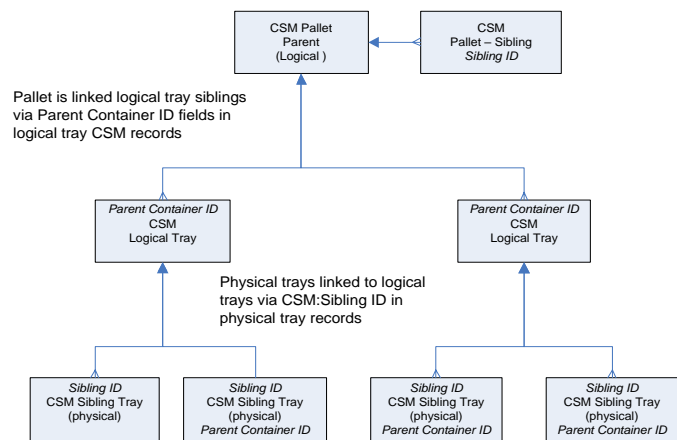 CSM Pallet
Parent
(Logical )
CSM
Pallet – Sibling
Sibling ID
Pallet is linked logical tray siblings
via Parent Container ID fields in
logical tray CSM records
Parent Container ID
CSM
Logical Tray
Parent Container ID
CSM
Logical Tray
Physical trays linked to logical
trays via CSM:Sibling ID in
physical tray records
Sibling ID
CSM Sibling Tray
(physical)
Sibling ID
CSM Sibling Tray
(physical)
Parent Container ID
Sibling ID
CSM Sibling Tray
(physical)
Parent Container ID
Sibling ID
CSM Sibling Tray
(physical)
Parent Container ID